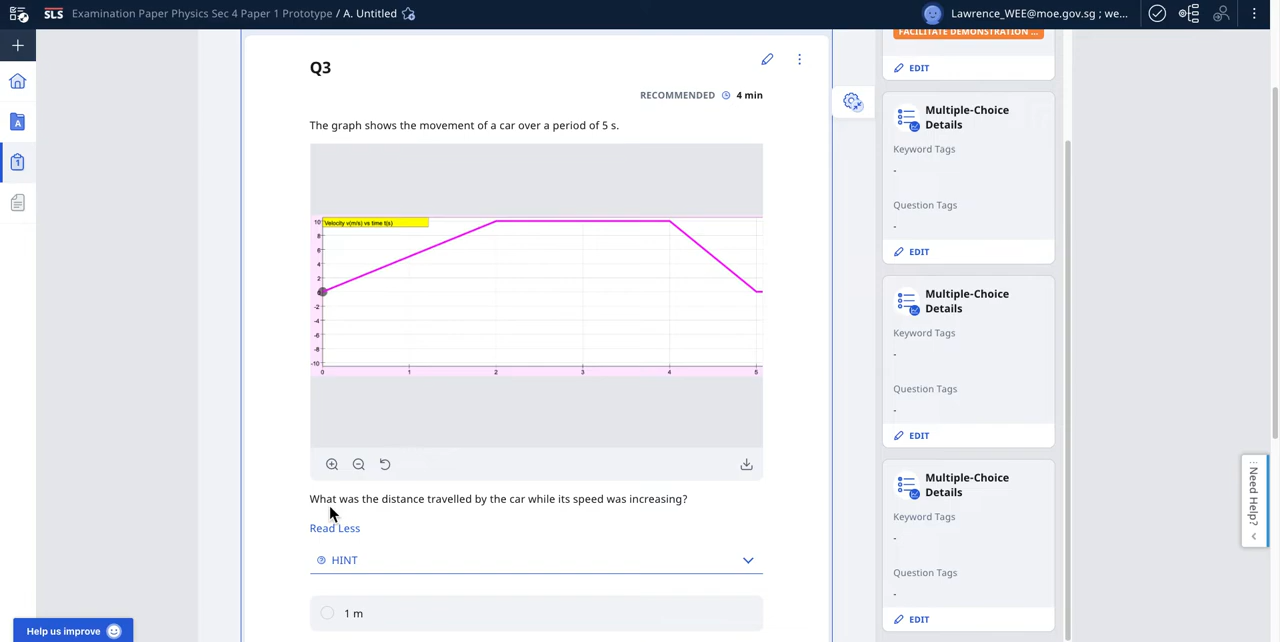 SLS Examination Paper Physics Sec 4 Paper 1 Prototype / A. Untitled
Lawrence_WEE@moe.gov.sg ; we...
A
1
Q3
RECOMMENDED 4 min
The graph shows the movement of a car over a period of 5 s.
Velocity v(m/s) vs time t(s)
10
8
6
4
2
0
-2
-4
-6
-8
-10
0 1 2 3 4 5
What was the distance travelled by the car while its speed was increasing?
Read Less
HINT
1 m
FACILITATE DEMONSTRATION ...
EDIT
Multiple-Choice
Details
Keyword Tags
-
Question Tags
-
EDIT
Multiple-Choice
Details
Keyword Tags
-
Question Tags
-
EDIT
Multiple-Choice
Details
Keyword Tags
-
Question Tags
-
EDIT
Need Help?
Help us improve